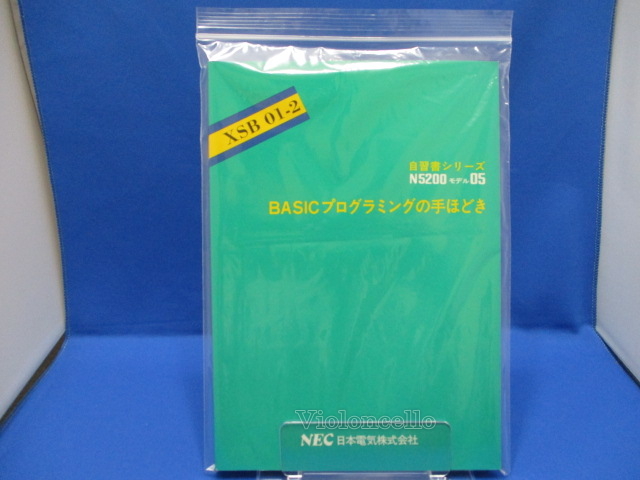 XSB 01-2
自習書シリーズ
N5200 モデル05
BASICプログラミングの手ほどき
Violoncello
NEC 日本電気株式会社